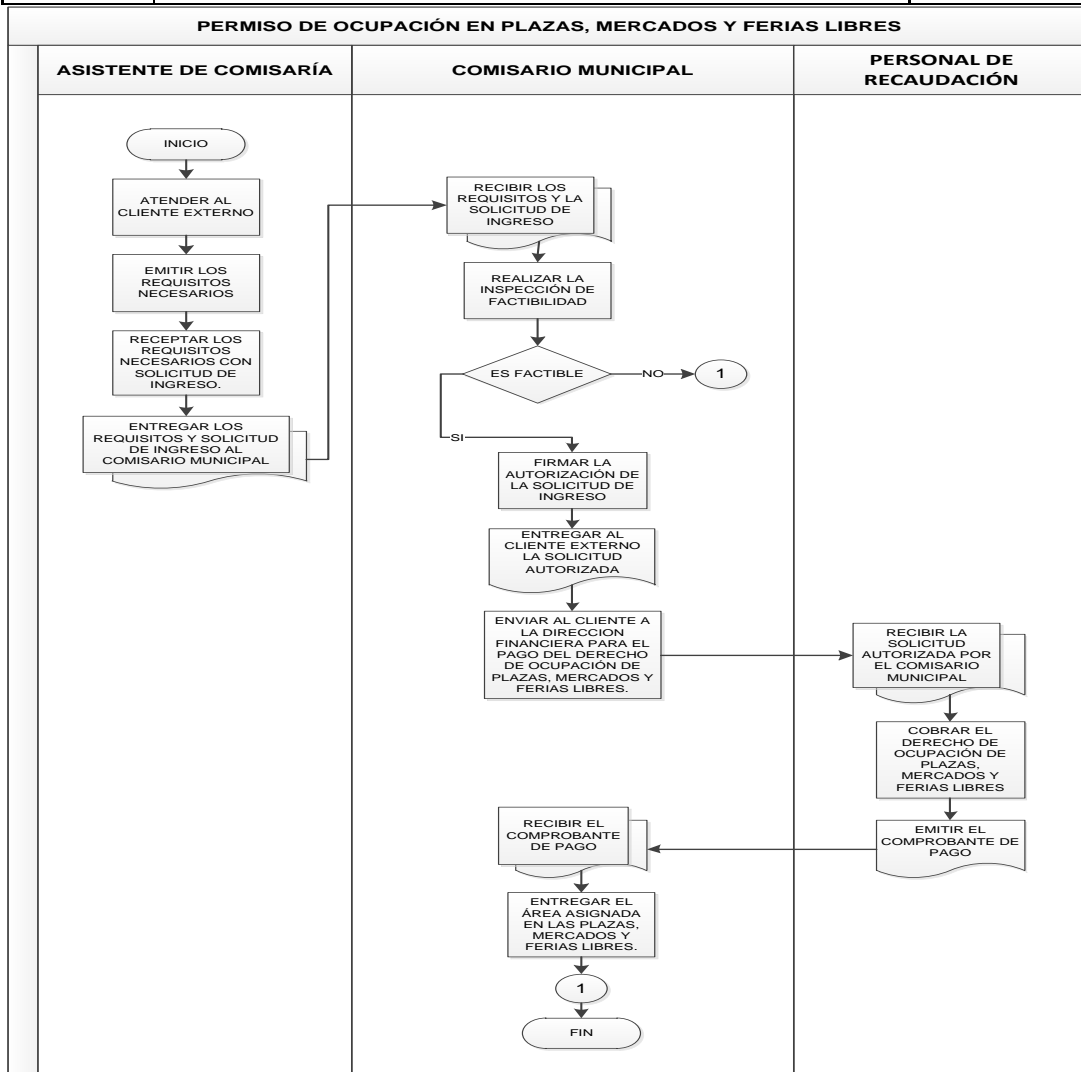 PERMISO DE OCUPACIÓN EN PLAZAS, MERCADOS Y FERIAS LIBRES
ASISTENTE DE COMISARÍA
COMISARIO MUNICIPAL
PERSONAL DE
RECAUDACIÓN
INICIO
ATENDER AL
CLIENTE EXTERNO
EMITIR LOS
REQUISITOS
NECESARIOS
RECEPTAR LOS
REQUISITOS
NECESARIOS CON
SOLICITUD DE
INGRESO.
ENTREGAR LOS
REQUISITOS Y SOLICITUD
DE INGRESO AL
COMISARIO MUNICIPAL
RECIBIR LOS
REQUISITOS Y LA
SOLICITUD DE
INGRESO
REALIZAR LA
INSPECCIÓN DE
FACTIBILIDAD
ES FACTIBLE
NO
1
SI
FIRMAR LA
AUTORIZACIÓN DE
LA SOLICITUD DE
INGRESO
ENTREGAR AL
CLIENTE EXTERNO
LA SOLICITUD
AUTORIZADA
ENVIAR AL CLIENTE A
LA DIRECCION
FINANCIERA PARA EL
PAGO DEL DERECHO
DE OCUPACIÓN DE
PLAZAS, MERCADOS Y
FERIAS LIBRES.
RECIBIR LA
SOLICITUD
AUTORIZADA POR
EL COMISARIO
MUNICIPAL
COBRAR EL
DERECHO DE
OCUPACIÓN DE
PLAZAS,
MERCADOS Y
FERIAS LIBRES
EMITIR EL
COMPROBANTE DE
PAGO
RECIBIR EL
COMPROBANTE
DE PAGO
ENTREGAR EL
ÁREA ASIGNADA
EN LAS PLAZAS,
MERCADOS Y
FERIAS LIBRES.
1
FIN